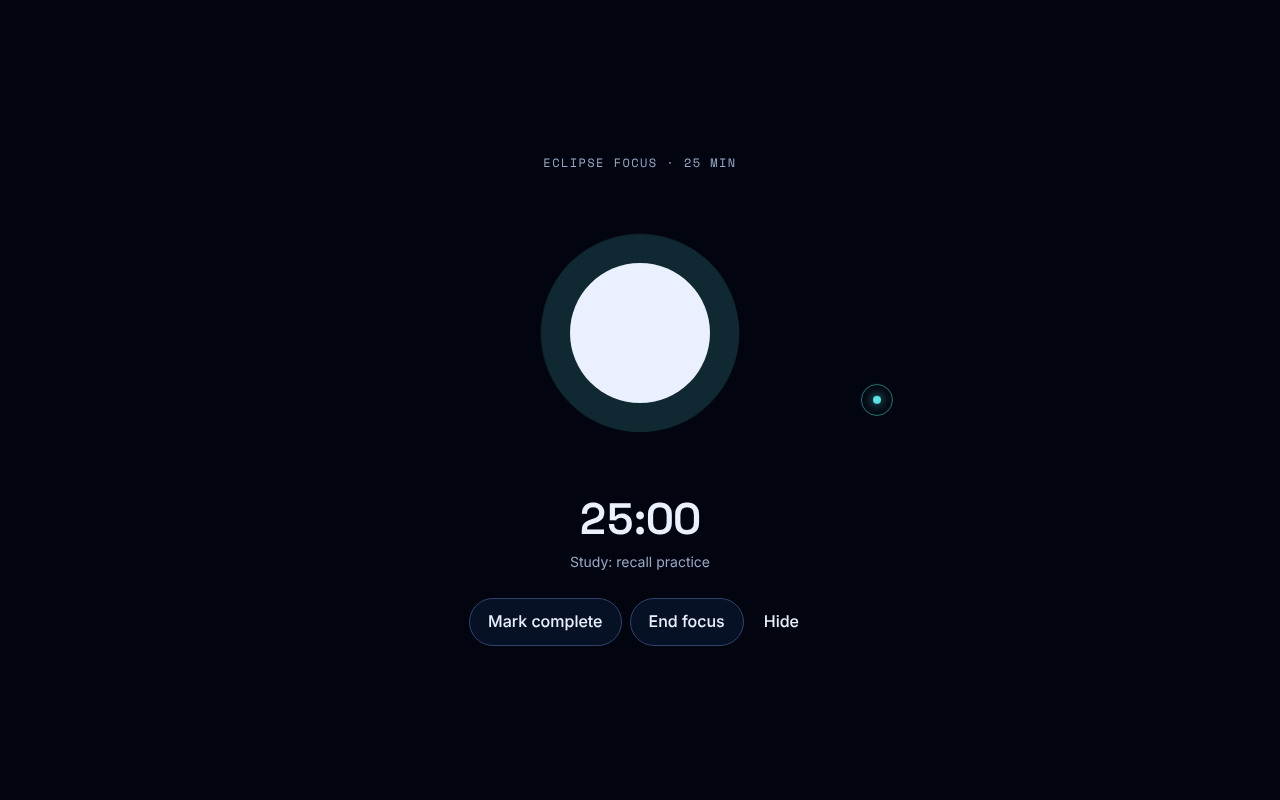 ECLIPSE FOCUS · 25 MIN
25:00
Study: recall practice
Mark complete
End focus
Hide